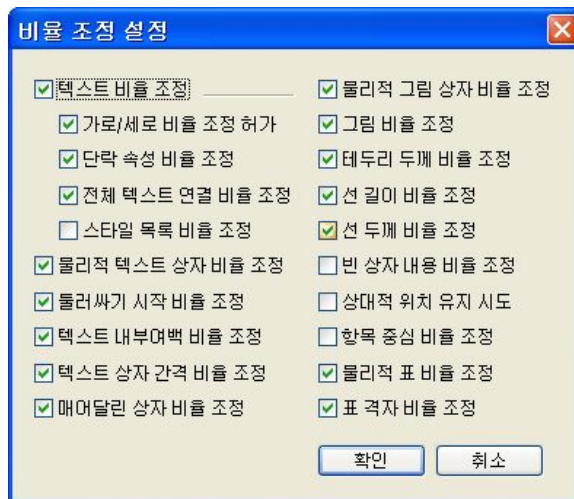 비율 조정 설정
텍스트 비율 조정
가로/세로 비율 조정 허가
단락 속성 비율 조정
전체 텍스트 연결 비율 조정
스타일 목록 비율 조정
물리적 텍스트 상자 비율 조정
둘러싸기 시작 비율 조정
텍스트 내부여백 비율 조정
텍스트 상자 간격 비율 조정
매어달린 상자 비율 조정
물리적 그림 상자 비율 조정
그림 비율 조정
테두리 두께 비율 조정
선 길이 비율 조정
선 두께 비율 조정
빈 상자 내용 비율 조정
상대적 위치 유지 시도
항목 중심 비율 조정
물리적 표 비율 조정
표 격자 비율 조정
확인
취소